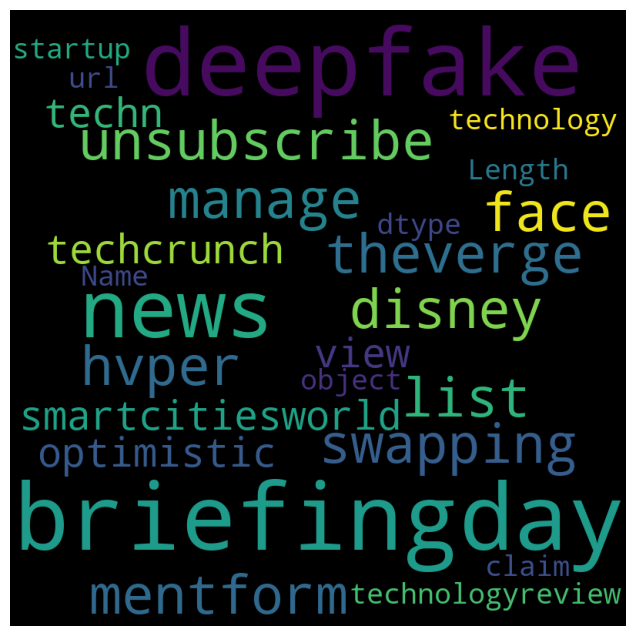 deepfake
startup
url
techn
technology
unsubscribe
Length
manage
face
dtype
techcrunch
theverge
Name
news
disney
hvper
view
object
list
smartcitiesworld
optimistic
swapping
briefingday
claim
mentform
technologyreview